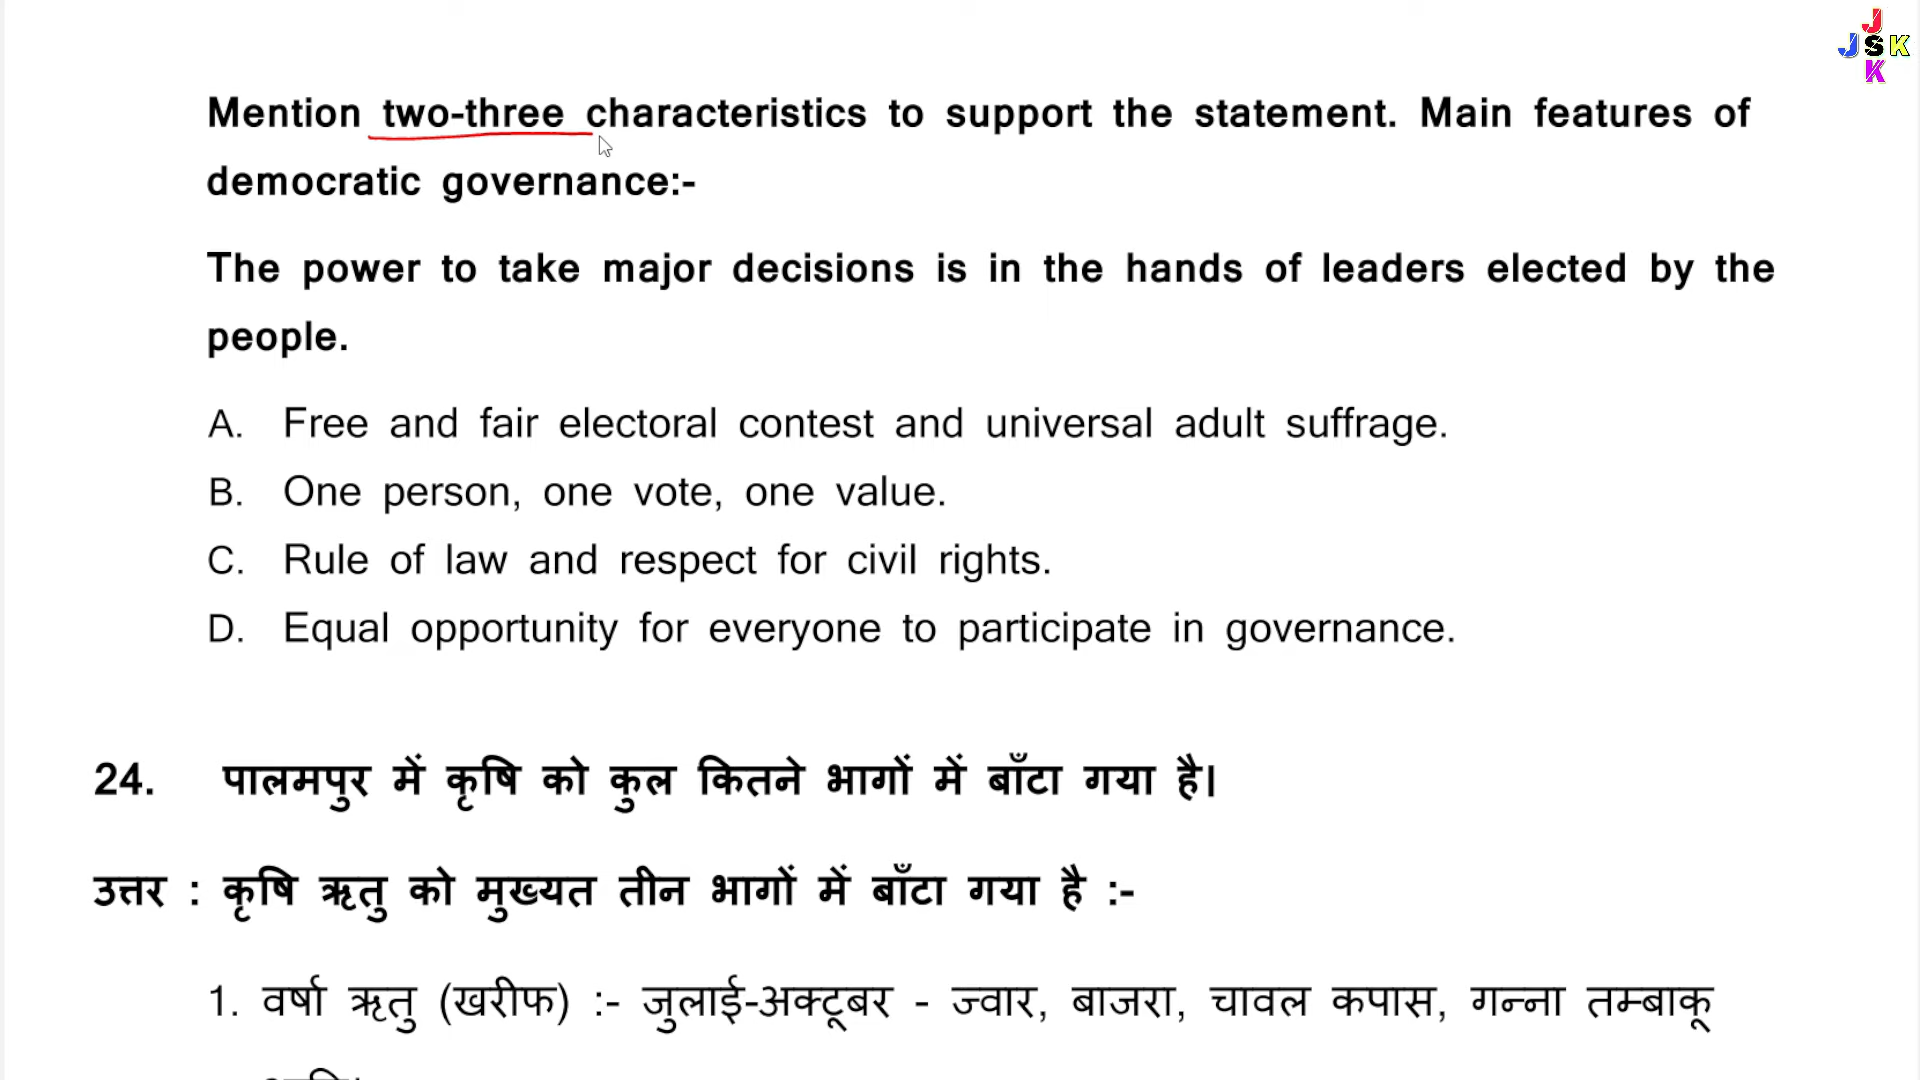 J
JSK
K
Mention two-three characteristics to support the statement. Main features of
democratic governance:-
The power to take major decisions is in the hands of leaders elected by the
people.
A. Free and fair electoral contest and universal adult suffrage.
B. One person, one vote, one value.
C. Rule of law and respect for civil rights.
D. Equal opportunity for everyone to participate in governance.
24. पालमपुर में कृषि को कुल कितने भागों में बाँटा गया है।
उत्तर : कृषि ऋतु को मुख्यत तीन भागों में बाँटा गया है :-
1. वर्षा ऋतु (खरीफ) :- जुलाई-अक्टूबर - ज्वार, बाजरा, चावल कपास, गन्ना तम्बाकू